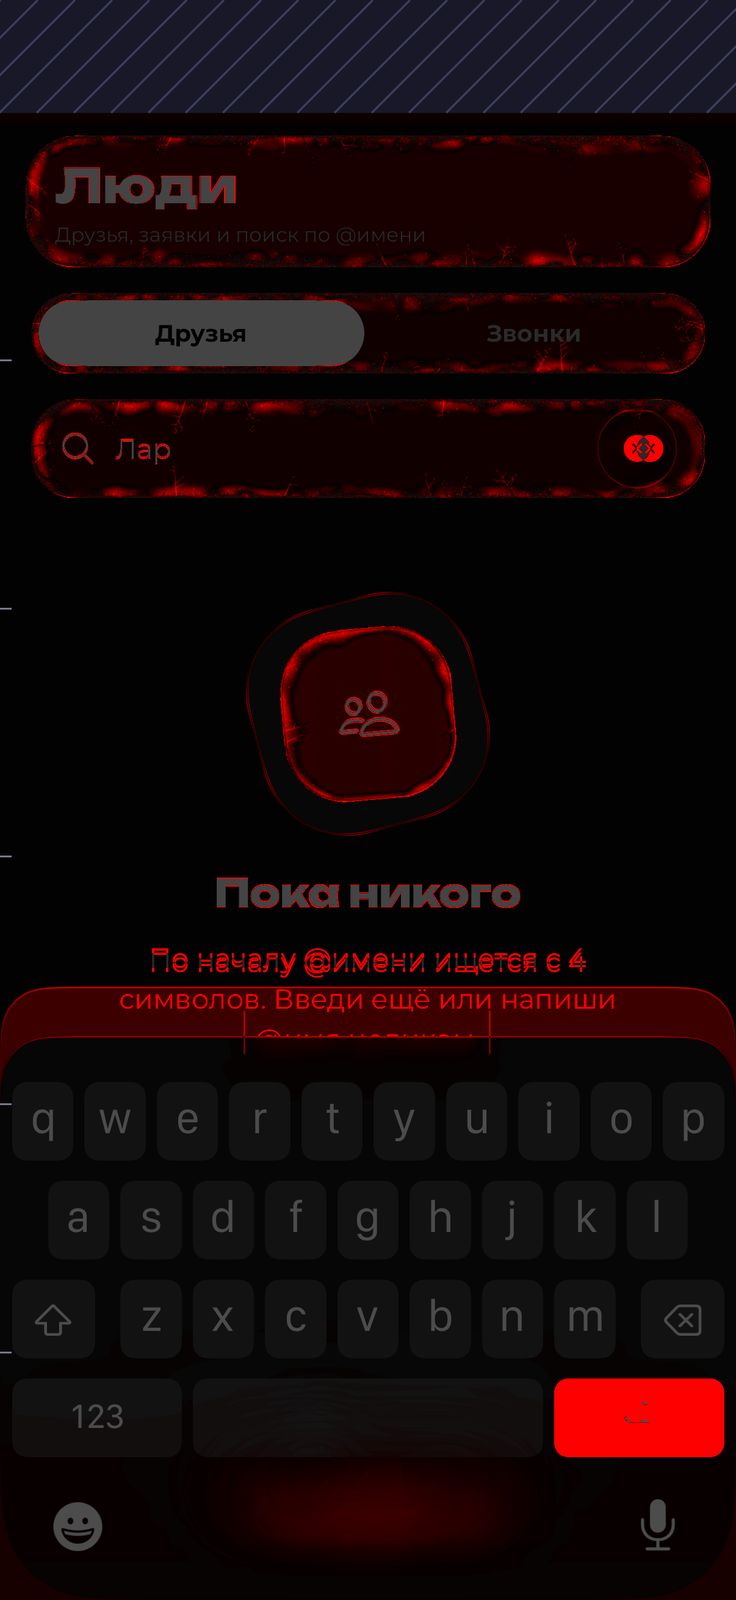 Люди
Друзья, заявки и поиск по @имени
Друзья
Звонки
Лар
Пока никого
По началу @имени ищется с 4
символов. Введи ещё или напиши
q w e r t y u i o p
a s d f g h j k l
z x c v b n m
123